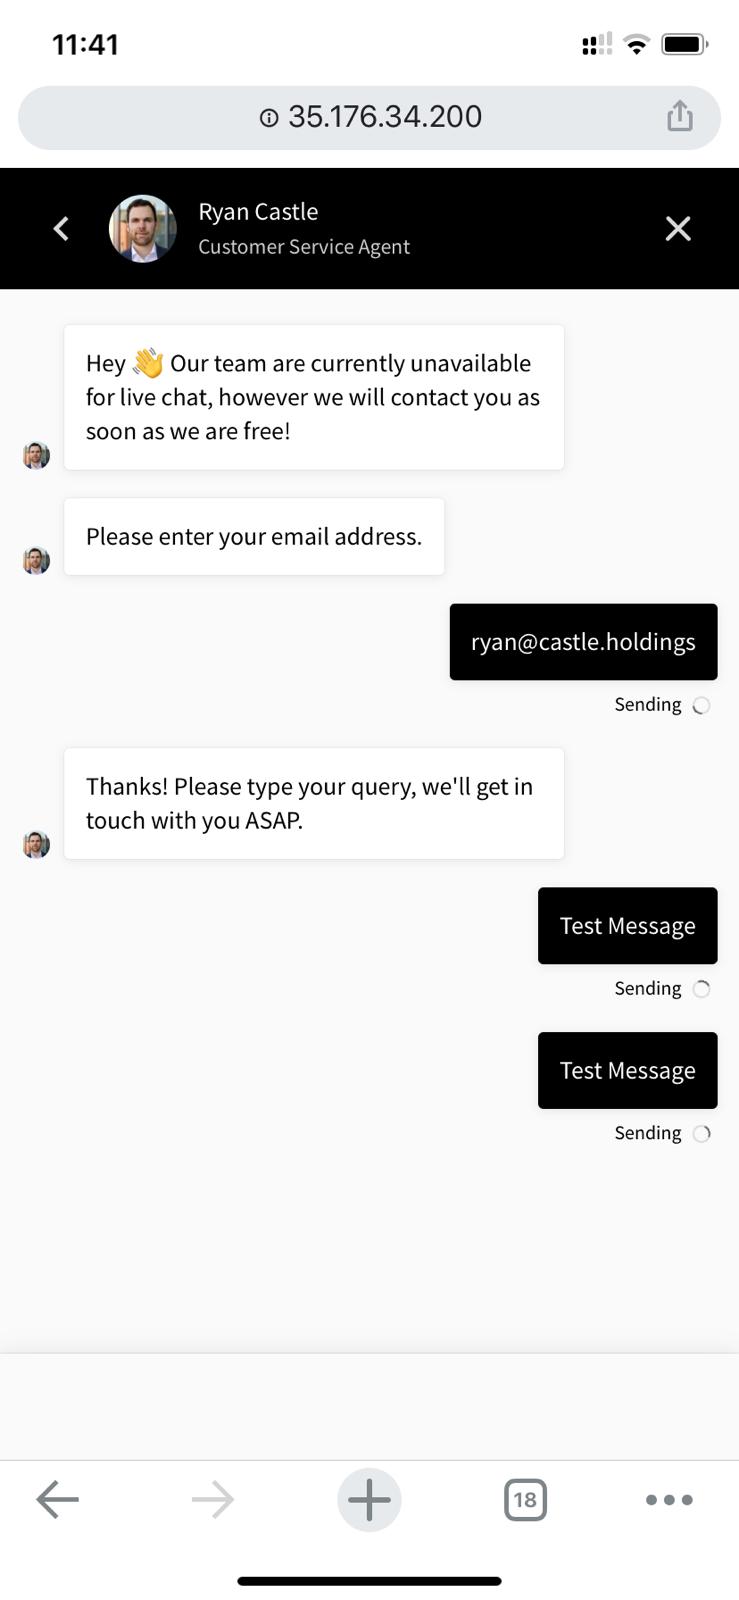 11:41
35.176.34.200
Ryan Castle
Customer Service Agent
Hey 👋 Our team are currently unavailable
for live chat, however we will contact you as
soon as we are free!
Please enter your email address.
ryan@castle.holdings
Sending
Thanks! Please type your query, we'll get in
touch with you ASAP.
Test Message
Sending
Test Message
Sending
18